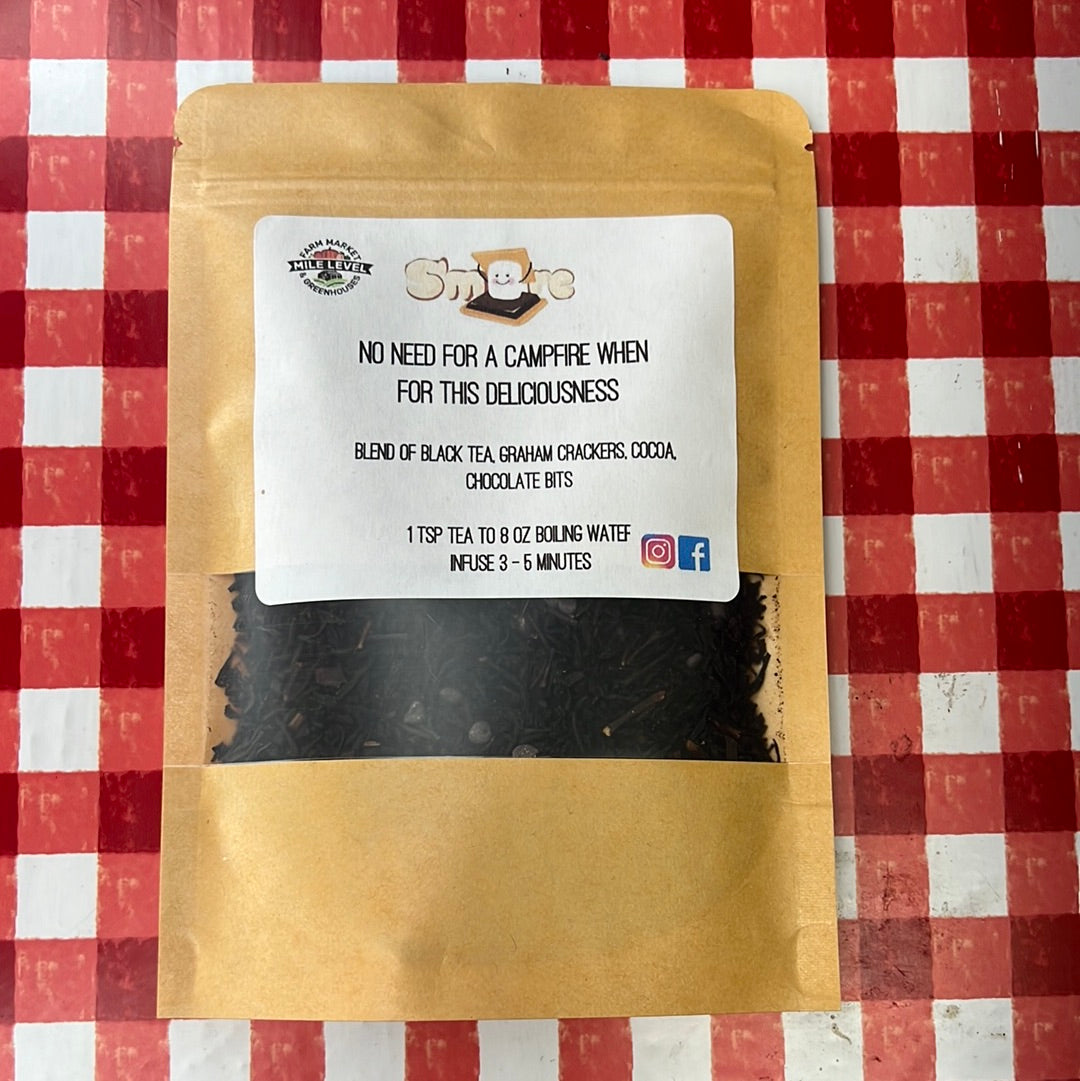 FARM MARKET
MILE LEVEL
& GREENHOUSES
S'more
NO NEED FOR A CAMPFIRE WHEN
FOR THIS DELICIOUSNESS
BLEND OF BLACK TEA, GRAHAM CRACKERS, COCOA,
CHOCOLATE BITS
1 TSP TEA TO 8 OZ BOILING WATEF
INFUSE 3 - 5 MINUTES